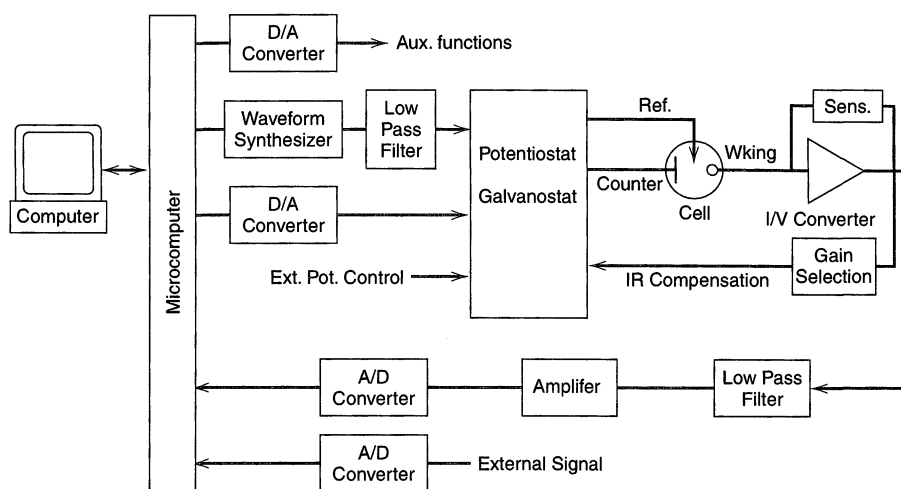 D/A
Converter
Aux. functions
Waveform
Synthesizer
Low
Pass
Filter
Potentiostat
Galvanostat
Ref.
Counter
Cell
Wking
Sens.
I/V Converter
Computer
Microcomputer
D/A
Converter
Ext. Pot. Control
IR Compensation
Gain
Selection
A/D
Converter
Amplifer
Low Pass
Filter
A/D
Converter
External Signal